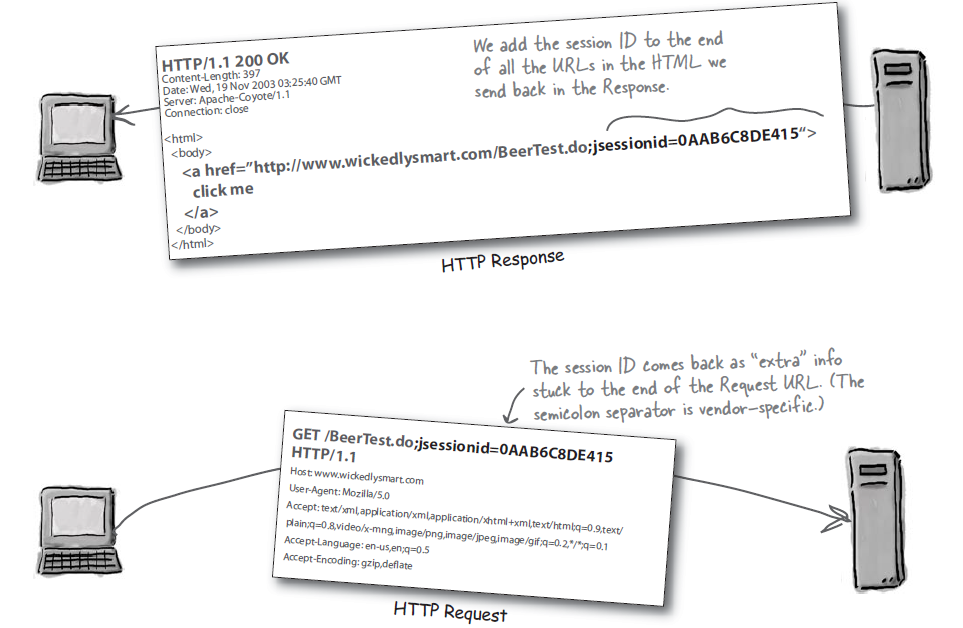 HTTP/1.1 200 OK
Content-Length: 397
Date: Wed, 19 Nov 2003 03:25:40 GMT
Server: Apache-Coyote/1.1
Connection: close
We add the session ID to the end
of all the URLs in the HTML we
send back in the Response.
<html>
<body>
<a href="http://www.wickedlysmart.com/BeerTest.do;jsessionid=0AAB6C8DE415">
click me
</a>
</body>
</html>
HTTP Response
The session ID comes back as “extra” info
stuck to the end of the Request URL. (The
semicolon separator is vendor-specific.)
GET /BeerTest.do;jsessionid=0AAB6C8DE415
HTTP/1.1
Host: www.wickedlysmart.com
User-Agent: Mozilla/5.0
Accept: text/xml,application/xml,application/xhtml+xml,text/html;q=0.9,text/
plain;q=0.8,video/x-mng,image/png,image/jpeg,image/gif;q=0.2,*/*;q=0.1
Accept-Language: en-us,en;q=0.5
Accept-Encoding: gzip,deflate
HTTP Request